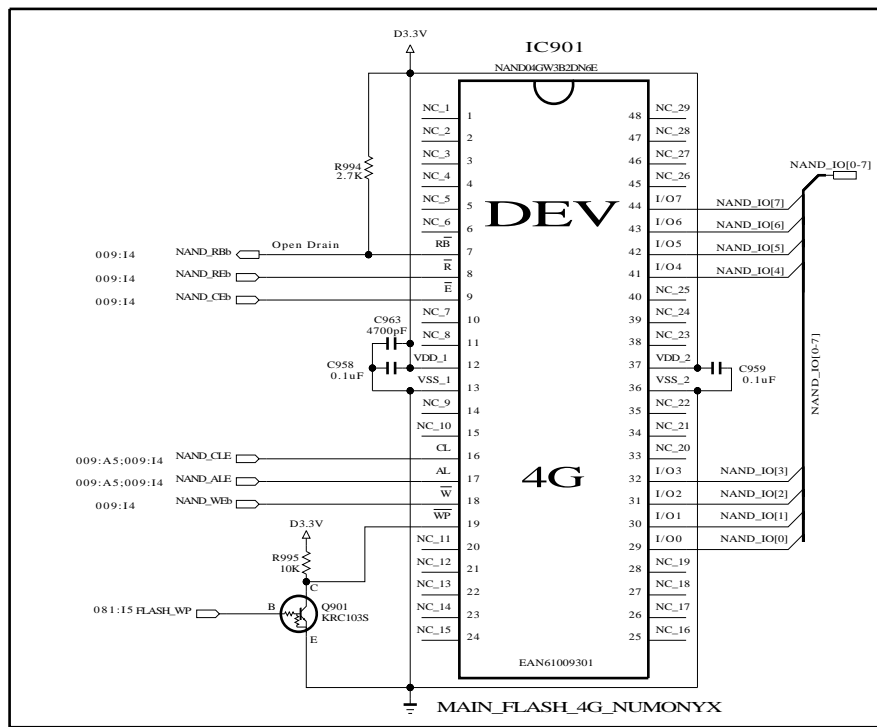 D3.3V
IC901
NAND04GW3B2DN6E
NC_1 1 48 NC_29
NC_2 2 47 NC_28
NC_3 3 46 NC_27
NC_4 4 45 NC_26
NC_5 5 44 I/O7 NAND_IO[7]
NC_6 6 43 I/O6 NAND_IO[6]
009:I4 NAND_RBb Open Drain RB 7 42 I/O5 NAND_IO[5]
009:I4 NAND_REb R 8 41 I/O4 NAND_IO[4]
009:I4 NAND_CEb E 9 40 NC_25
NC_7 10 39 NC_24
NC_8 11 38 NC_23
VDD_1 12 37 VDD_2
VSS_1 13 36 VSS_2
NC_9 14 35 NC_22
NC_10 15 34 NC_21
009:A5;009:I4 NAND_CLE CL 16 33 NC_20
009:A5;009:I4 NAND_ALE AL 17 32 I/O3 NAND_IO[3]
009:I4 NAND_WEb W 18 31 I/O2 NAND_IO[2]
WP 19 30 I/O1 NAND_IO[1]
NC_11 20 29 I/O0 NAND_IO[0]
NC_12 21 28 NC_19
NC_13 22 27 NC_18
NC_14 23 26 NC_17
NC_15 24 25 NC_16
R994
2.7K
DEV
4G
NAND_IO[0-7]
NAND_IO[0-7]
C963
4700pF
C958
0.1uF
C959
0.1uF
D3.3V
R995
10K
C
B
E
Q901
KRC103S
081:I5 FLASH_WP
EAN61009301
MAIN_FLASH_4G_NUMONYX